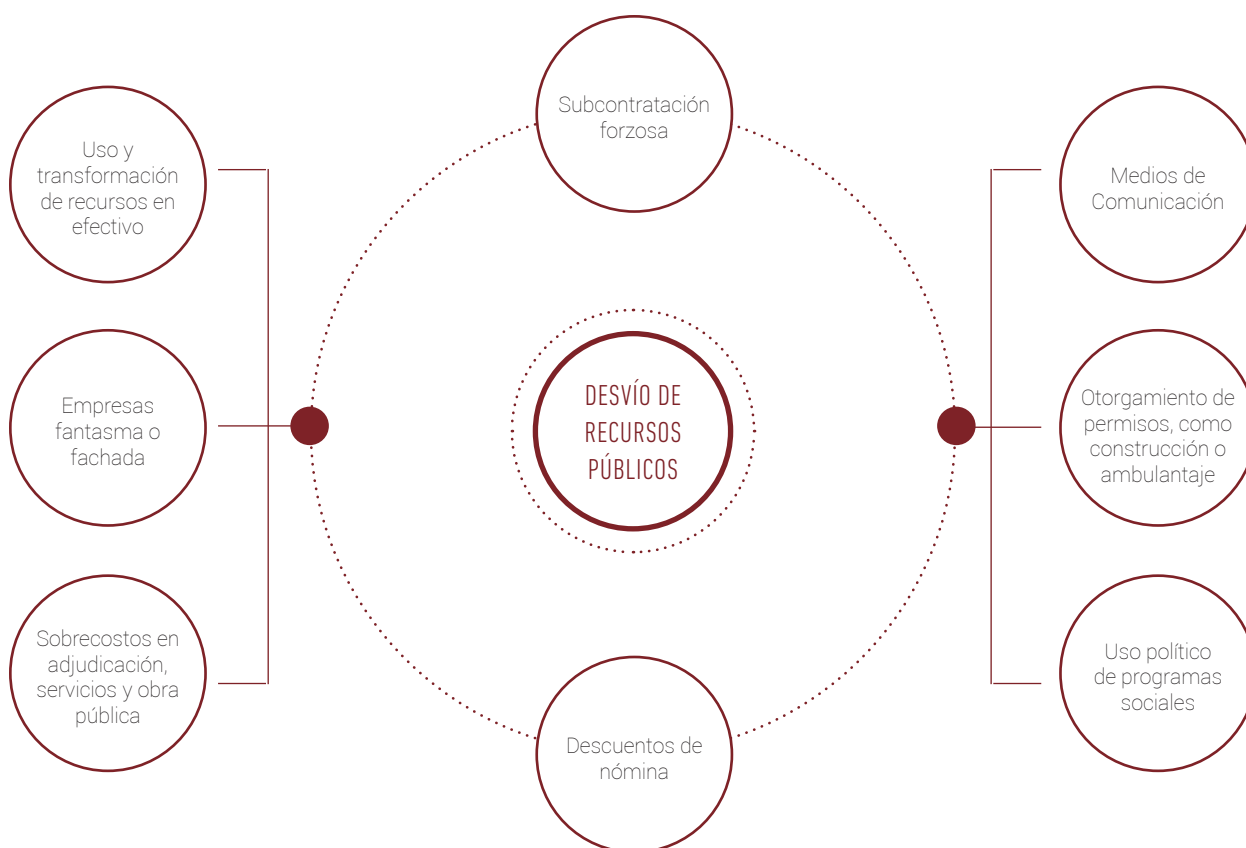 Subcontratación
forzosa
Uso y
transformación
de recursos en
efectivo
Medios de
Comunicación
Empresas
fantasma o
fachada
DESVÍO DE
RECURSOS
PÚBLICOS
Otorgamiento de
permisos, como
construcción o
ambulantaje
Sobrecostos en
adjudicación,
servicios y obra
pública
Uso político
de programas
sociales
Descuentos de
nómina